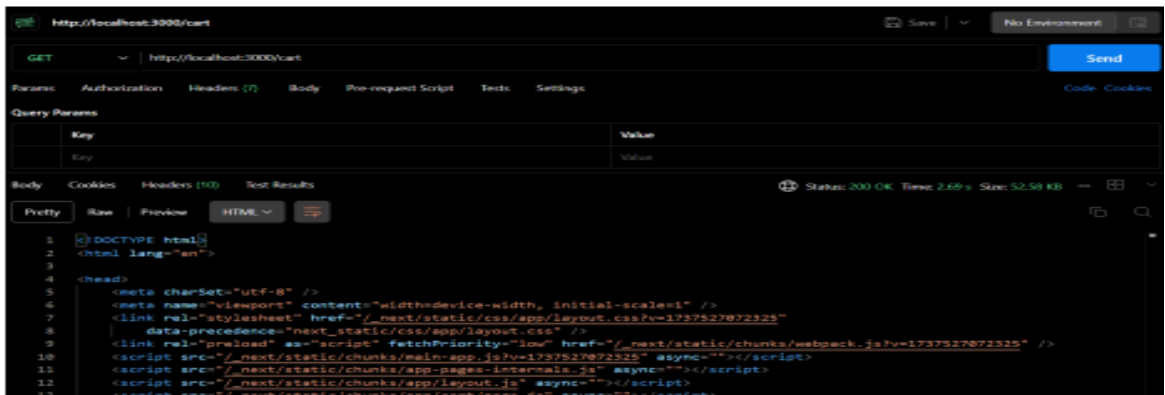 http://localhost:3000/cart
Save
No Environment
GET
http://localhost:3000/cart
Send
Params Authorization Headers (7) Body Pre-request Script Tests Settings
Code Cookies
Query Params
Key Value
Key Value
Body Cookies Headers (10) Test Results
Status: 200 OK Time: 2.69 s Size: 52.58 KB
Pretty Raw Preview HTML
1 <!DOCTYPE html>
2 <html lang="en">
3
4 <head>
5 <meta charSet="utf-8" />
6 <meta name="viewport" content="width=device-width, initial-scale=1" />
7 <link rel="stylesheet" href="/_next/static/css/app/layout.css?v=1737527072325"
8 data-precedence="next_static/css/app/layout.css" />
9 <link rel="preload" as="script" fetchPriority="low" href="/_next/static/chunks/webpack.js?v=1737527072325" />
10 <script src="/_next/static/chunks/main-app.js?v=1737527072325" async=""></script>
11 <script src="/_next/static/chunks/app-pages-internals.js" async=""></script>
12 <script src="/_next/static/chunks/app/layout.js" async=""></script>